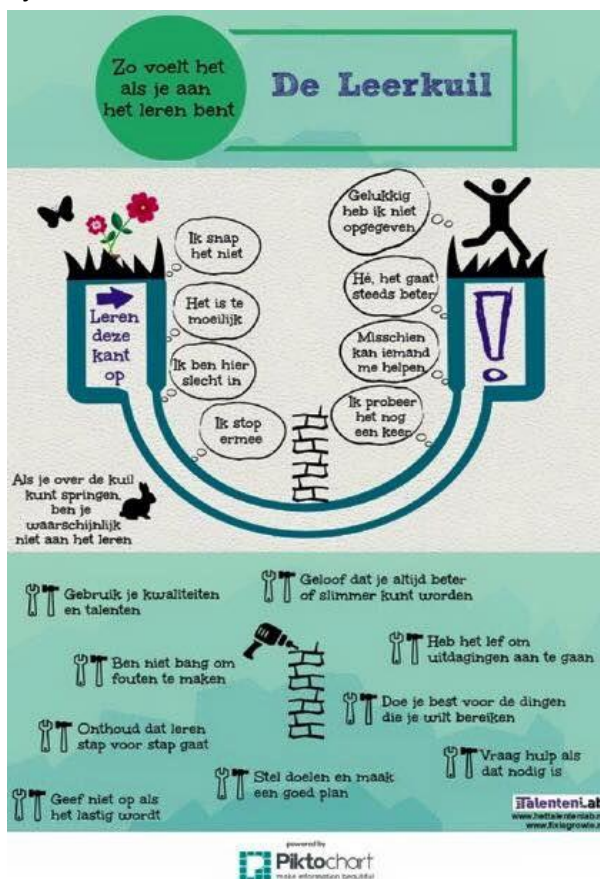 Zo voelt het
als je aan
het leren bent
De Leerkuil
Leren
deze
kant
op
Ik snap
het niet
Het is te
moeilijk
Ik ben hier
slecht in
Ik stop
ermee
Ik probeer
het nog
een keer
Misschien
kan iemand
me helpen
Hé, het gaat
steeds beter
Gelukkig
heb ik niet
opgegeven
!
Als je over de kuil
kunt springen,
ben je
waarschijnlijk
niet aan het leren
Gebruik je kwaliteiten
en talenten
Geloof dat je altijd beter
of slimmer kunt worden
Ben niet bang om
fouten te maken
Heb het lef om
uitdagingen aan te gaan
Onthoud dat leren
stap voor stap gaat
Doe je best voor de dingen
die je wilt bereiken
Geef niet op als
het lastig wordt
Stel doelen en maak
een goed plan
Vraag hulp als
dat nodig is
TalentenLab
powered by
Piktochart
make information beautiful